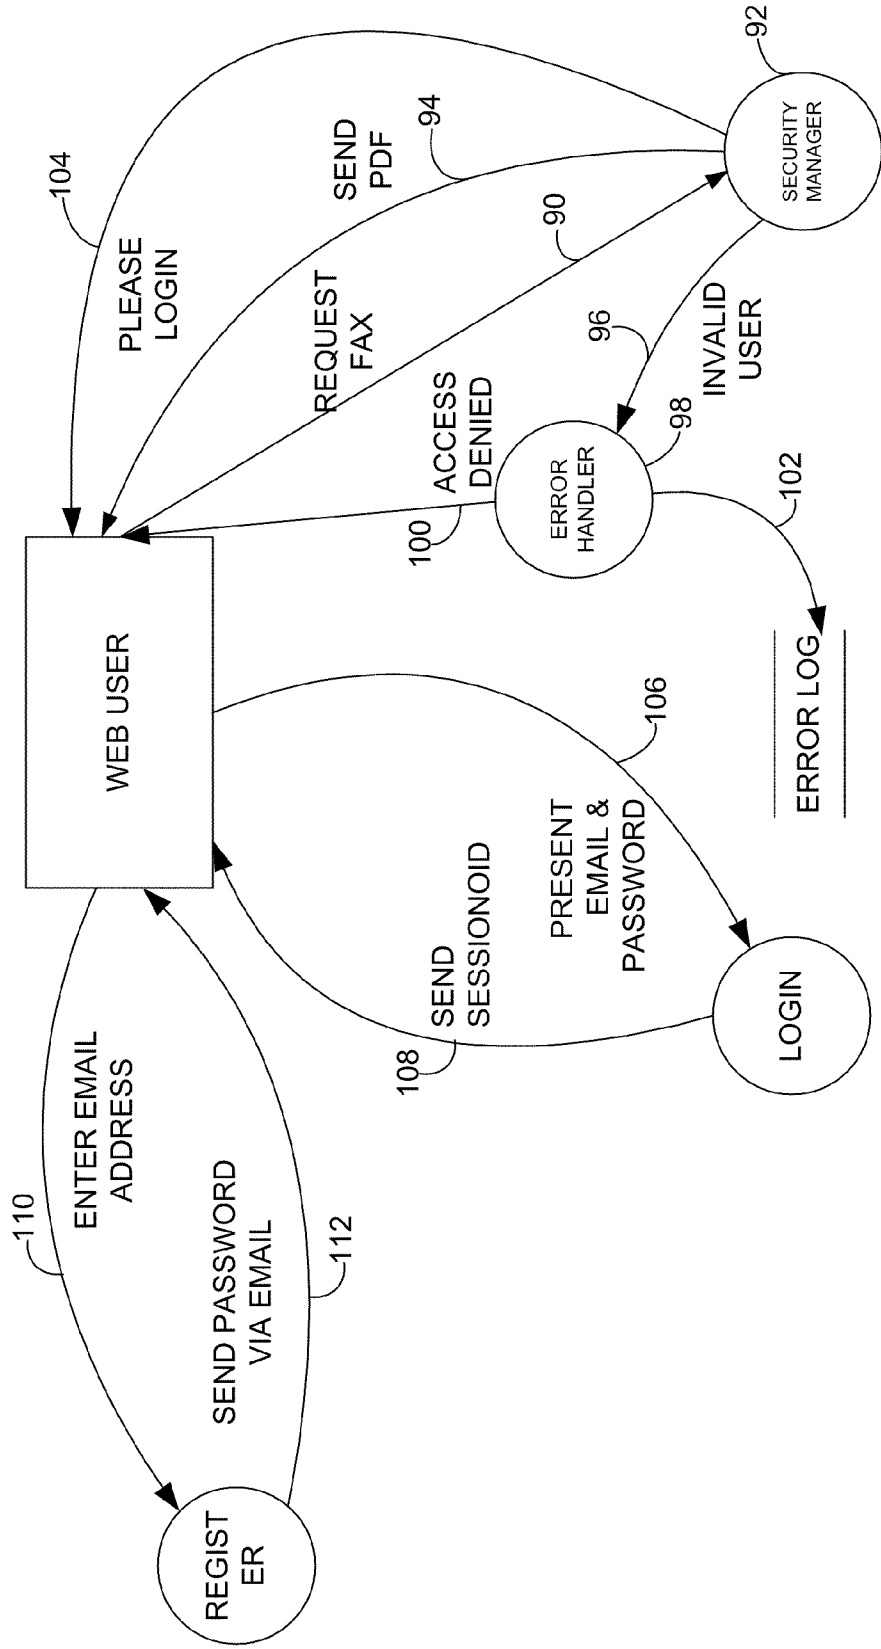 110
ENTER EMAIL
ADDRESS
SEND PASSWORD
VIA EMAIL
112
REGIST
ER
WEB USER
108
SEND
SESSIONOID
PRESENT
EMAIL &
PASSWORD
106
LOGIN
104
PLEASE
LOGIN
SEND
PDF
94
REQUEST
FAX
90
92
SECURITY
MANAGER
96
INVALID
USER
ACCESS
DENIED
100
ERROR
HANDLER
98
102
ERROR LOG